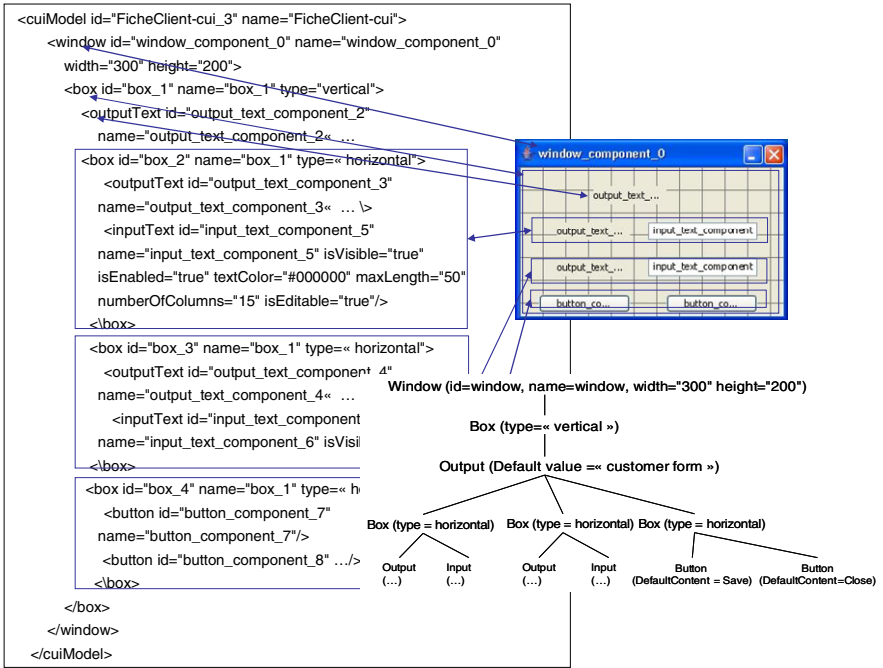 <cuiModel id="FicheClient-cui_3" name="FicheClient-cui">
<window id="window_component_0" name="window_component_0"
width="300" height="200">
<box id="box_1" name="box_1" type="vertical">
<outputText id="output_text_component_2"
name="output_text_component_2« …
<box id="box_2" name="box_1" type=« horizontal">
<outputText id="output_text_component_3"
name="output_text_component_3« … \>
<inputText id="input_text_component_5"
name="input_text_component_5" isVisible="true"
isEnabled="true" textColor="#000000" maxLength="50"
numberOfColumns="15" isEditable="true"/>
<\box>
<box id="box_3" name="box_1" type=« horizontal">
<outputText id="output_text_component_4"
name="output_text_component_4« …
<inputText id="input_text_component
name="input_text_component_6" isVisi
<\box>
<box id="box_4" name="box_1" type=« h
<button id="button_component_7"
name="button_component_7"/>
<button id="button_component_8" …/>
<\box>
</box>
</window>
</cuiModel>
window_component_0
output_text_...
output_text_... input_text_component
output_text_... input_text_component
button_co... button_co...
Window (id=window, name=window, width="300" height="200")
Box (type=« vertical »)
Output (Default value =« customer form »)
Box (type = horizontal) Box (type = horizontal) Box (type = horizontal)
Output Input Output Input Button Button
(…) (…) (…) (…) (DefaultContent = Save) (DefaultContent=Close)